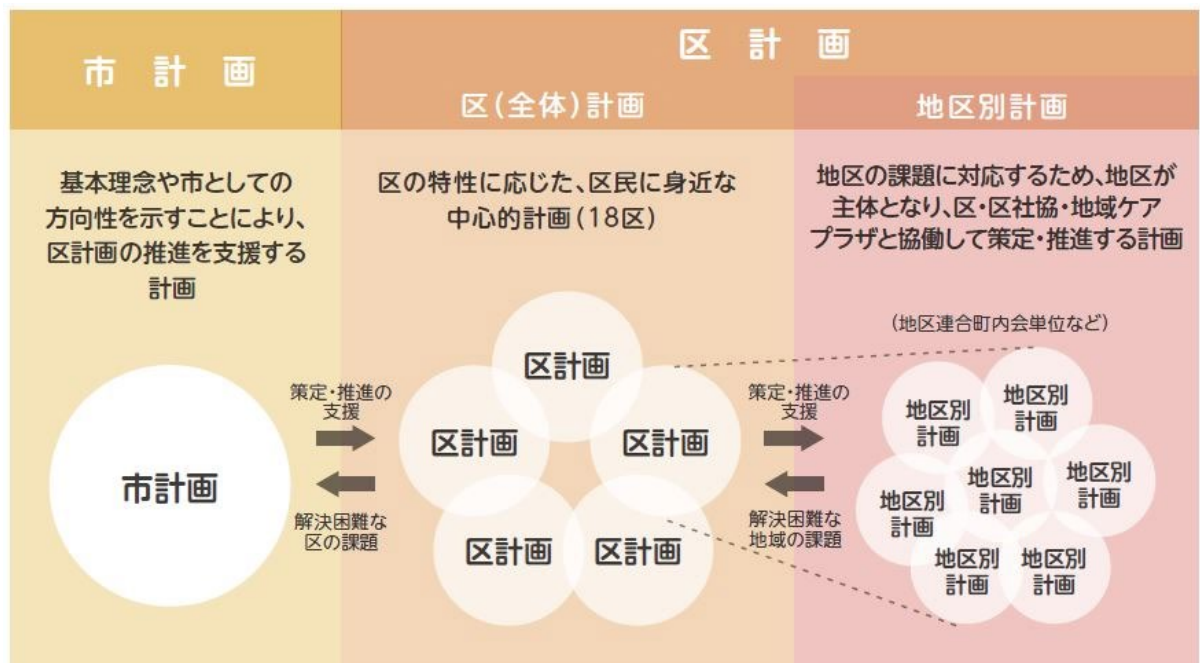 市計画
区計画
区(全体)計画
地区別計画
基本理念や市としての
方向性を示すことにより、
区計画の推進を支援する
計画
区の特性に応じた、区民に身近な
中心的計画(18区)
地区の課題に対応するため、地区が
主体となり、区・区社協・地域ケア
プラザと協働して策定・推進する計画
(地区連合町内会単位など)
市計画
策定・推進の
支援
解決困難な
区の課題
区計画
区計画
区計画
区計画
区計画
策定・推進の
支援
解決困難な
地域の課題
地区別
計画
地区別
計画
地区別
計画
地区別
計画
地区別
計画
地区別
計画
地区別
計画